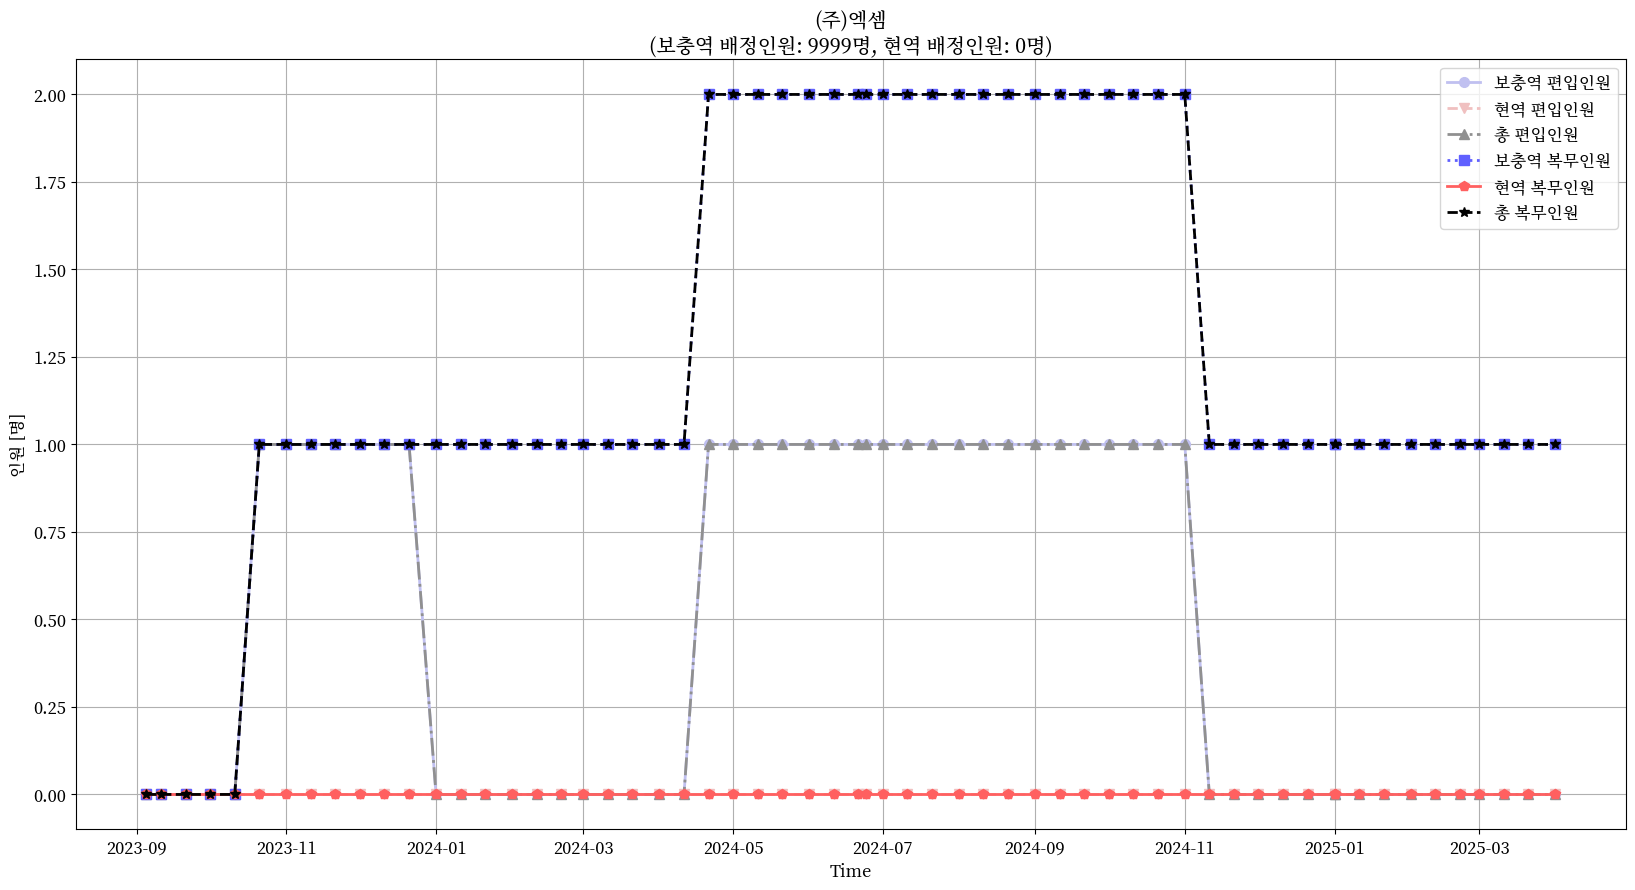 (주)엑셈
(보충역 배정인원: 9999명, 현역 배정인원: 0명)
보충역 편입인원
현역 편입인원
총 편입인원
보충역 복무인원
현역 복무인원
총 복무인원
인원 [명]
2.00
1.75
1.50
1.25
1.00
0.75
0.50
0.25
0.00
2023-09
2023-11
2024-01
2024-03
2024-05
2024-07
2024-09
2024-11
2025-01
2025-03
Time